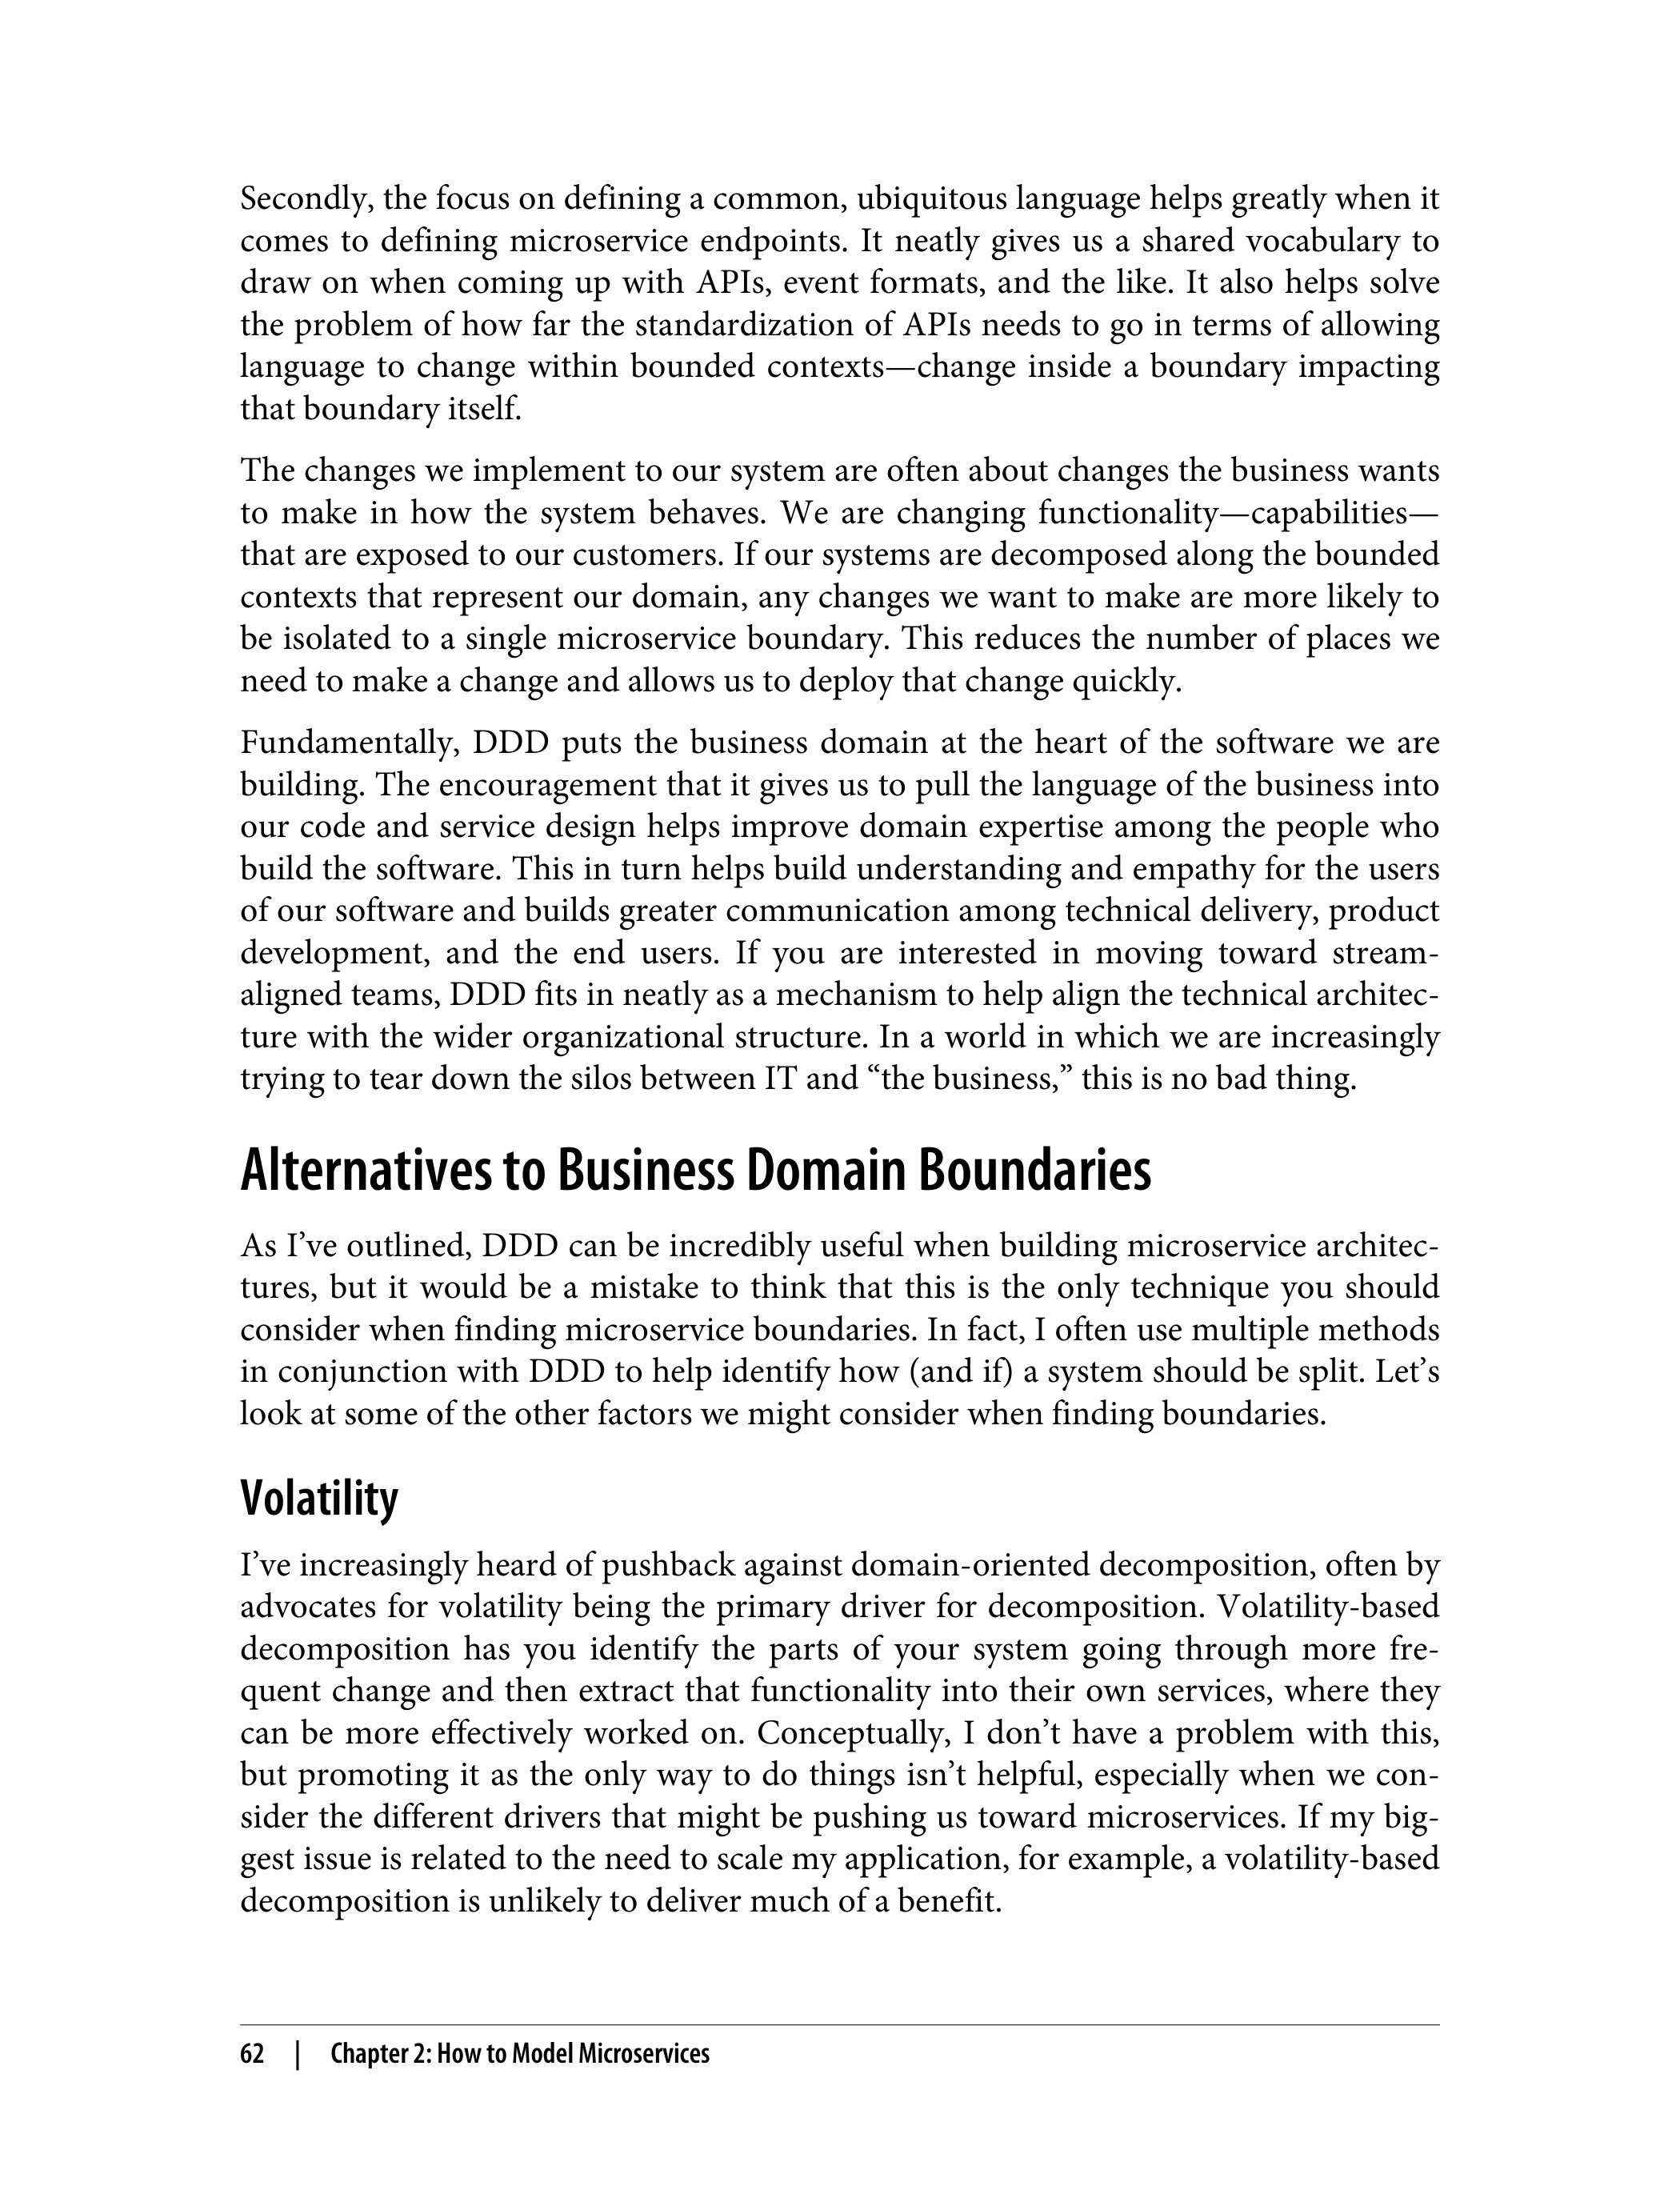 Secondly, the focus on defining a common, ubiquitous language helps greatly when it
comes to defining microservice endpoints. It neatly gives us a shared vocabulary to
draw on when coming up with APIs, event formats, and the like. It also helps solve
the problem of how far the standardization of APIs needs to go in terms of allowing
language to change within bounded contexts—change inside a boundary impacting
that boundary itself.
The changes we implement to our system are often about changes the business wants
to make in how the system behaves. We are changing functionality—capabilities—
that are exposed to our customers. If our systems are decomposed along the bounded
contexts that represent our domain, any changes we want to make are more likely to
be isolated to a single microservice boundary. This reduces the number of places we
need to make a change and allows us to deploy that change quickly.
Fundamentally, DDD puts the business domain at the heart of the software we are
building. The encouragement that it gives us to pull the language of the business into
our code and service design helps improve domain expertise among the people who
build the software. This in turn helps build understanding and empathy for the users
of our software and builds greater communication among technical delivery, product
development, and the end users. If you are interested in moving toward stream-
aligned teams, DDD fits in neatly as a mechanism to help align the technical architec-
ture with the wider organizational structure. In a world in which we are increasingly
trying to tear down the silos between IT and “the business,” this is no bad thing.
Alternatives to Business Domain Boundaries
As I’ve outlined, DDD can be incredibly useful when building microservice architec-
tures, but it would be a mistake to think that this is the only technique you should
consider when finding microservice boundaries. In fact, I often use multiple methods
in conjunction with DDD to help identify how (and if) a system should be split. Let’s
look at some of the other factors we might consider when finding boundaries.
Volatility
I’ve increasingly heard of pushback against domain-oriented decomposition, often by
advocates for volatility being the primary driver for decomposition. Volatility-based
decomposition has you identify the parts of your system going through more fre-
quent change and then extract that functionality into their own services, where they
can be more effectively worked on. Conceptually, I don’t have a problem with this,
but promoting it as the only way to do things isn’t helpful, especially when we con-
sider the different drivers that might be pushing us toward microservices. If my big-
gest issue is related to the need to scale my application, for example, a volatility-based
decomposition is unlikely to deliver much of a benefit.
62 | Chapter 2: How to Model Microservices